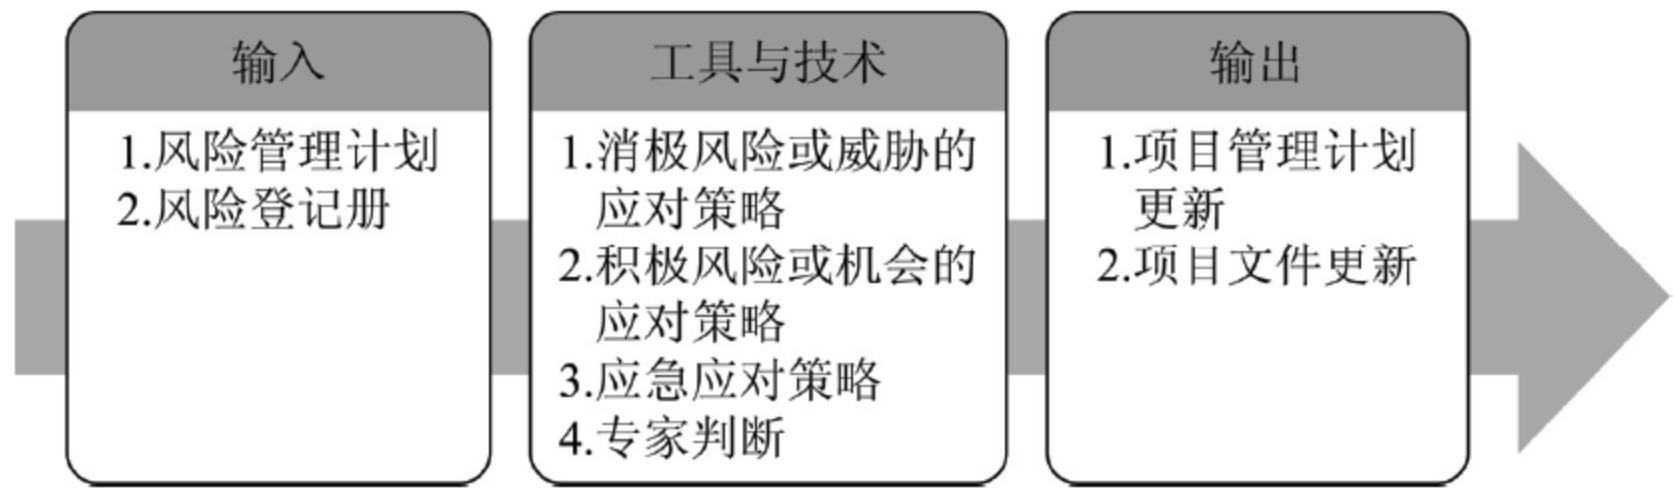 输入
1.风险管理计划
2.风险登记册
工具与技术
1.消极风险或威胁的
应对策略
2.积极风险或机会的
应对策略
3.应急应对策略
4.专家判断
输出
1.项目管理计划
更新
2.项目文件更新